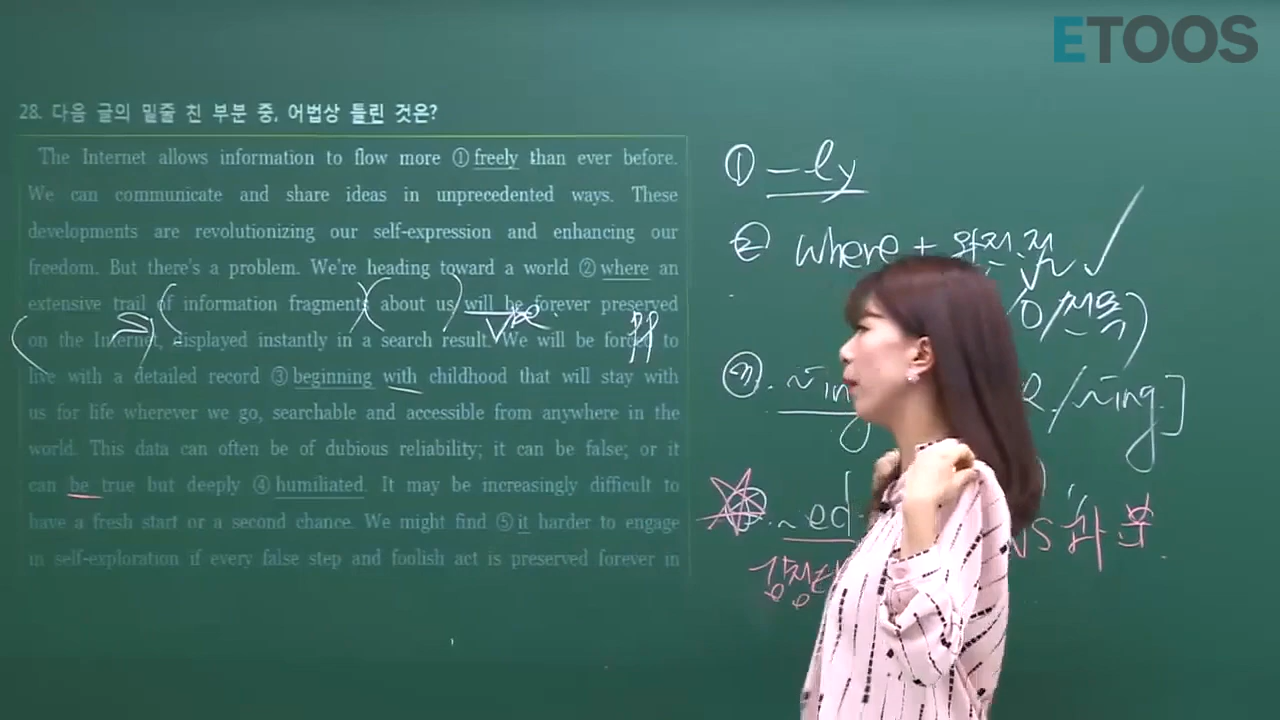 ETOOS
28. 다음 글의 밑줄 친 부분 중, 어법상 틀린 것은?
The Internet allows information to flow more ① freely than ever before.
We can communicate and share ideas in unprecedented ways. These
developments are revolutionizing our self-expression and enhancing our
freedom. But there's a problem. We're heading toward a world ② where an
extensive trail of information fragments about us will be forever preserved
on the Internet, displayed instantly in a search result. We will be forced to
live with a detailed record ③ beginning with childhood that will stay with
us for life wherever we go, searchable and accessible from anywhere in the
world. This data can often be of dubious reliability; it can be false; or it
can be true but deeply ④ humiliated. It may be increasingly difficult to
have a fresh start or a second chance. We might find ⑤ it harder to engage
in self-exploration if every false step and foolish act is preserved forever in
S
V
pp
① -ly
② where +
③ ~ing /~ing]
~ed vs